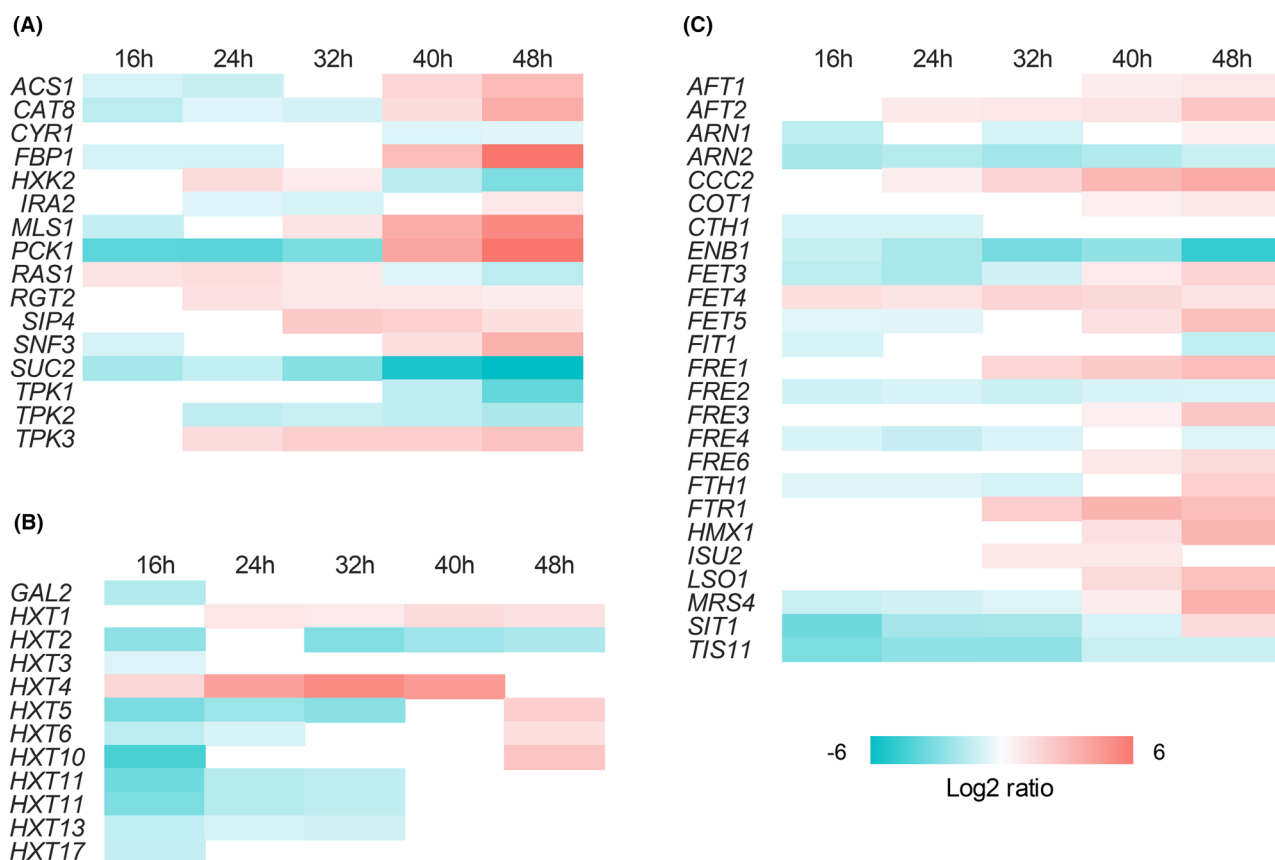 (A)
16h 24h 32h 40h 48h
ACS1
CAT8
CYR1
FBP1
HXK2
IRA2
MLS1
PCK1
RAS1
RGT2
SIP4
SNF3
SUC2
TPK1
TPK2
TPK3
(B)
16h 24h 32h 40h 48h
GAL2
HXT1
HXT2
HXT3
HXT4
HXT5
HXT6
HXT10
HXT11
HXT11
HXT13
HXT17
(C)
16h 24h 32h 40h 48h
AFT1
AFT2
ARN1
ARN2
CCC2
COT1
CTH1
ENB1
FET3
FET4
FET5
FIT1
FRE1
FRE2
FRE3
FRE4
FRE6
FTH1
FTR1
HMX1
ISU2
LSO1
MRS4
SIT1
TIS11
-6 6
Log2 ratio